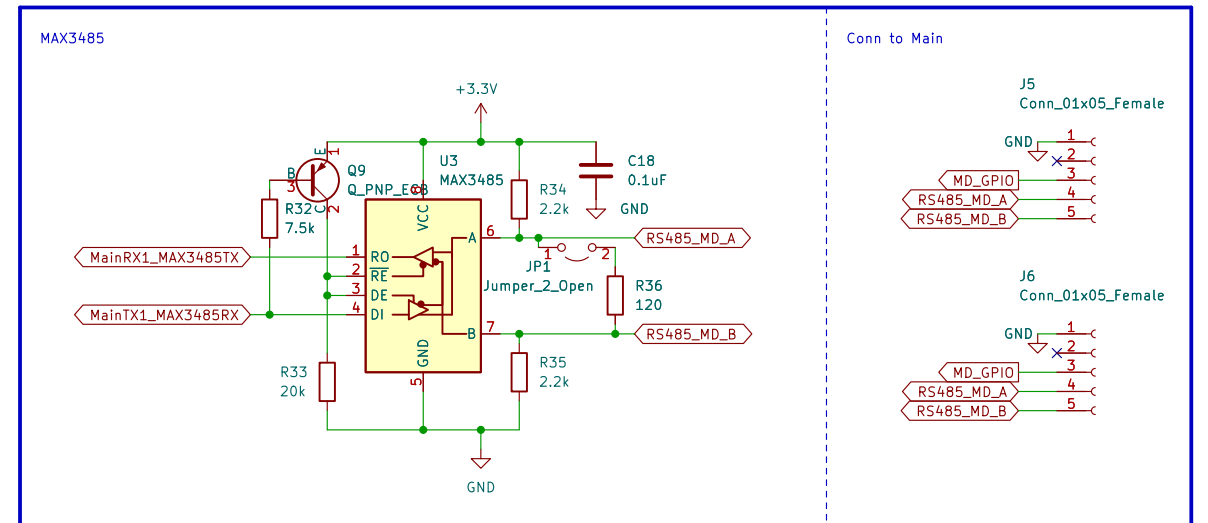 MAX3485
Conn to Main
+3.3V
J5
Conn_01x05_Female
E
1
B
3
C
2
Q9
Q_PNP_ECB
U3
MAX3485
8
VCC
R34
2.2k
C18
0.1uF
GND
GND
1
2
3
4
5
MD_GPIO
RS485_MD_A
RS485_MD_B
R32
7.5k
MainRX1_MAX3485TX
1
RO
2
RE
3
DE
4
DI
MainTX1_MAX3485RX
A
6
RS485_MD_A
1
2
JP1
Jumper_2_Open
R36
120
B
7
RS485_MD_B
GND
5
R33
20k
R35
2.2k
GND
J6
Conn_01x05_Female
GND
1
2
3
4
5
MD_GPIO
RS485_MD_A
RS485_MD_B